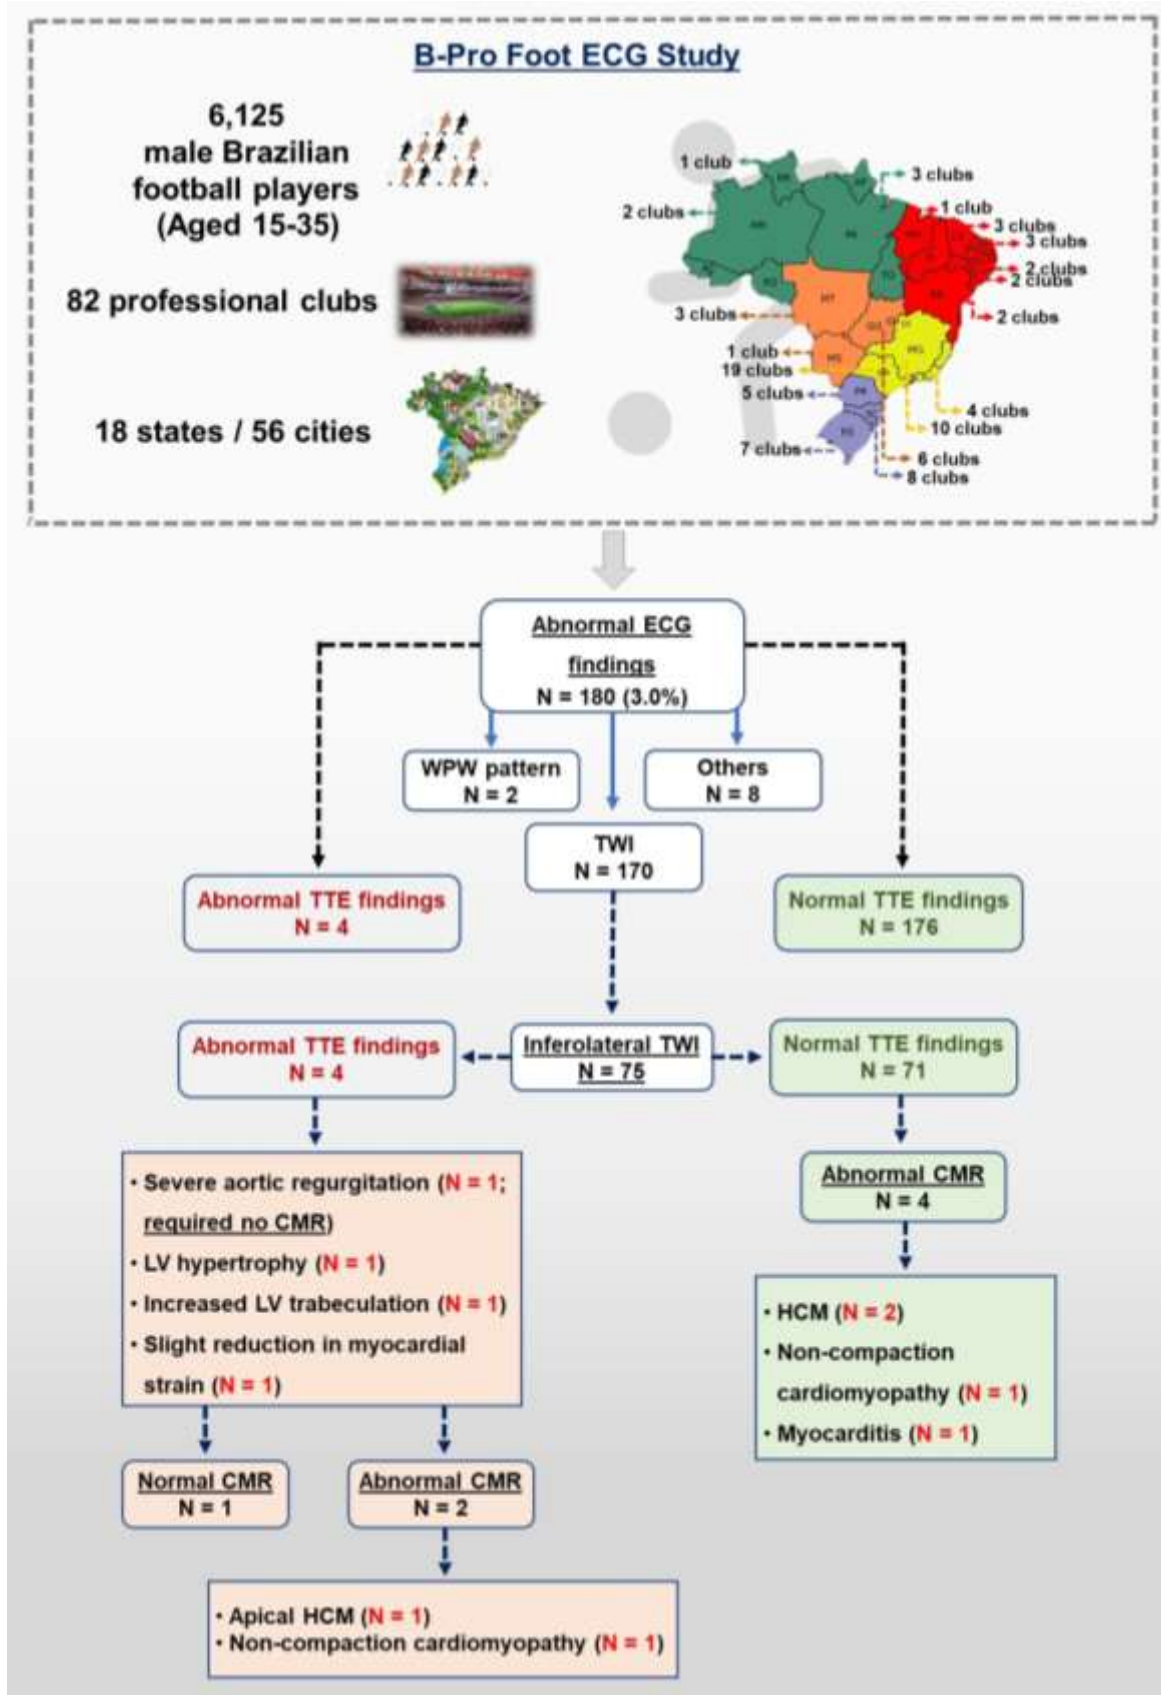 B-Pro Foot ECG Study
6,125
male Brazilian
football players
(Aged 15-35)
82 professional clubs
18 states / 56 cities
1 club
3 clubs
2 clubs
1 club
3 clubs
3 clubs
2 clubs
2 clubs
2 clubs
3 clubs
1 club
19 clubs
5 clubs
4 clubs
10 clubs
7 clubs
6 clubs
8 clubs
MT
MS
MG
PR
Abnormal ECG
findings
N = 180 (3.0%)
WPW pattern
N = 2
Others
N = 8
TWI
N = 170
Abnormal TTE findings
N = 4
Normal TTE findings
N = 176
Abnormal TTE findings
N = 4
Inferolateral TWI
N = 75
Normal TTE findings
N = 71
• Severe aortic regurgitation (N = 1;
required no CMR)
• LV hypertrophy (N = 1)
• Increased LV trabeculation (N = 1)
• Slight reduction in myocardial
strain (N = 1)
Abnormal CMR
N = 4
• HCM (N = 2)
• Non-compaction
cardiomyopathy (N = 1)
• Myocarditis (N = 1)
Normal CMR
N = 1
Abnormal CMR
N = 2
• Apical HCM (N = 1)
• Non-compaction cardiomyopathy (N = 1)